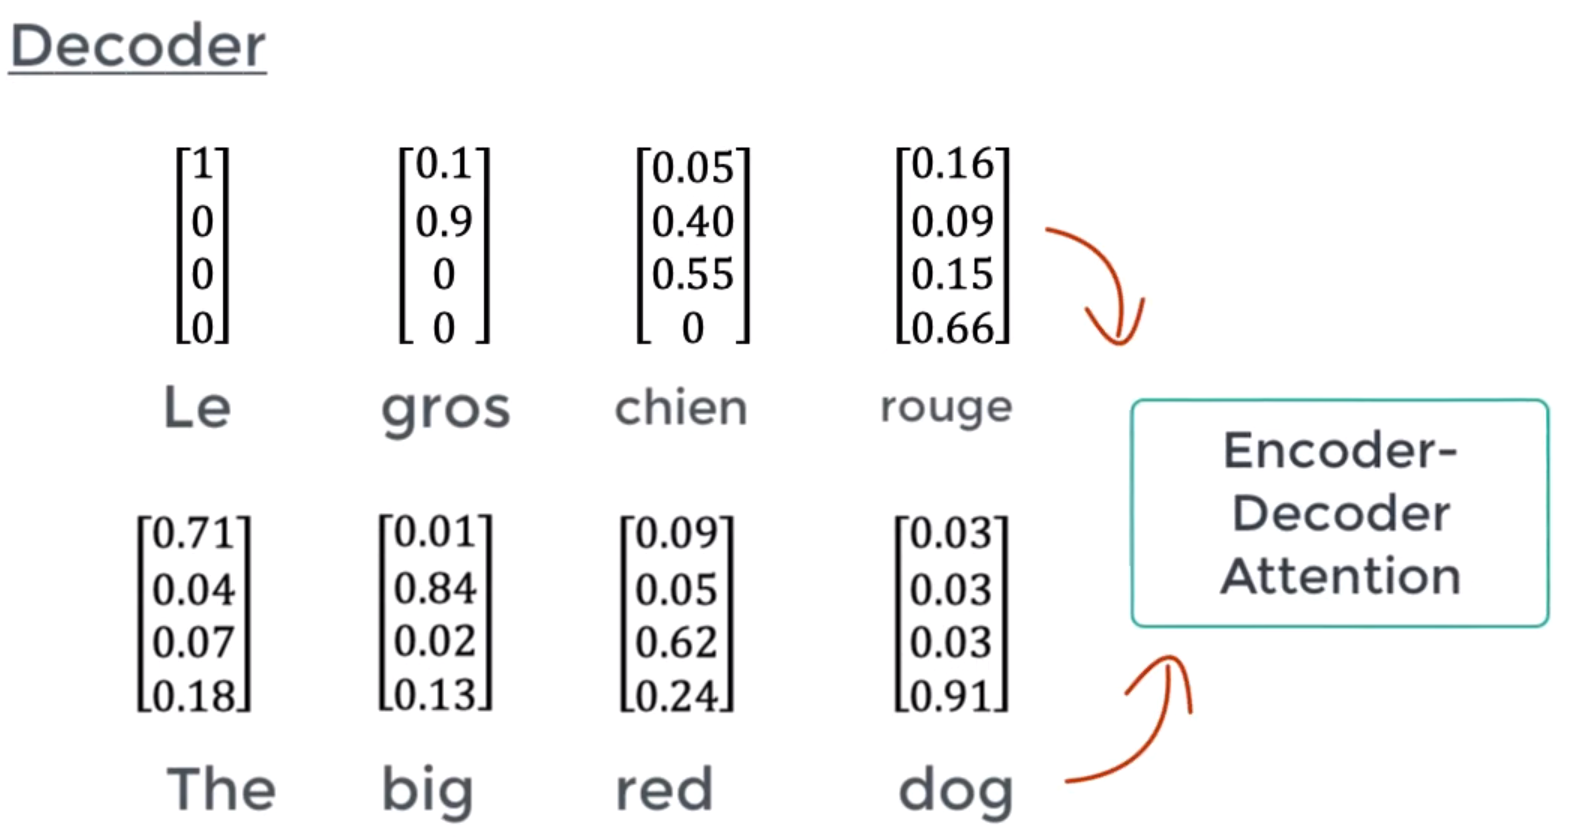 Decoder
[1 0 0 0] [0.1 0.9 0 0] [0.05 0.40 0.55 0] [0.16 0.09 0.15 0.66]
Le gros chien rouge
[0.71 0.04 0.07 0.18] [0.01 0.84 0.02 0.13] [0.09 0.05 0.62 0.24] [0.03 0.03 0.03 0.91]
The big red dog
Encoder-
Decoder
Attention